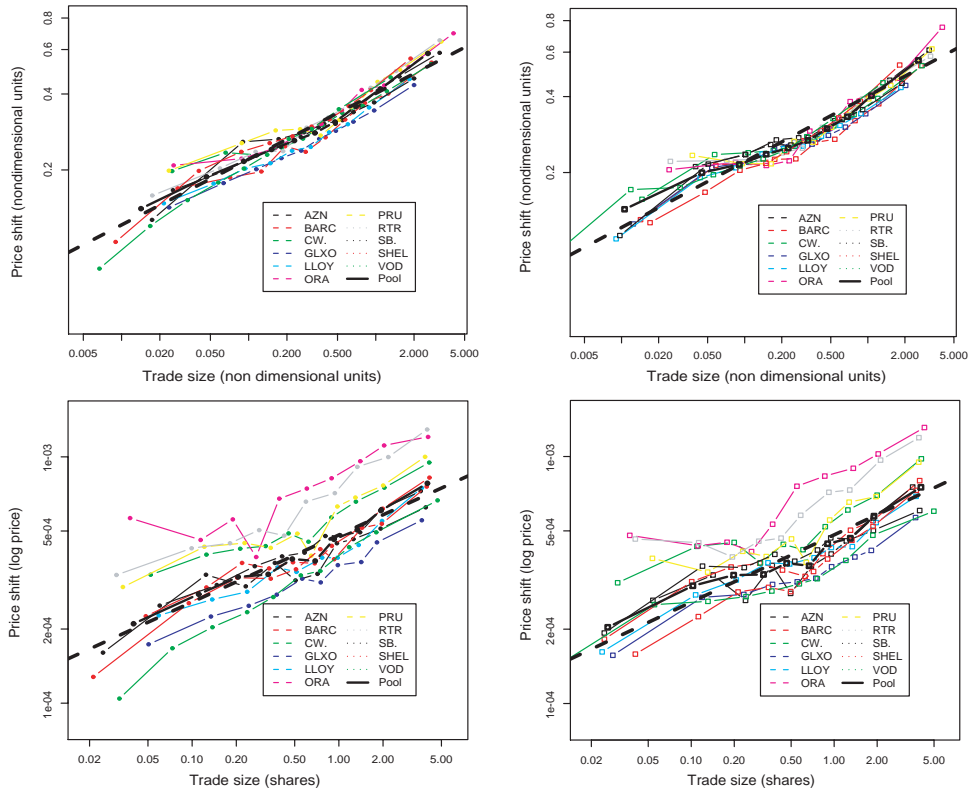 Price shift (nondimensional units)
0.8
0.6
0.4
0.2
AZN PRU
BARC RTR
CW. SB.
GLXO SHEL
LLOY VOD
ORA Pool
0.005 0.020 0.050 0.200 0.500 2.000 5.000
Trade size (non dimensional units)
Price shift (nondimensional units)
0.8
0.6
0.4
0.2
AZN PRU
BARC RTR
CW. SB.
GLXO SHEL
LLOY VOD
ORA Pool
0.005 0.020 0.050 0.200 0.500 2.000 5.000
Trade size (non dimensional units)
Price shift (log price)
1e−03
5e−04
2e−04
1e−04
AZN PRU
BARC RTR
CW. SB.
GLXO SHEL
LLOY VOD
ORA Pool
0.02 0.05 0.10 0.20 0.50 1.00 2.00 5.00
Trade size (shares)
Price shift (log price)
1e−03
5e−04
2e−04
1e−04
AZN PRU
BARC RTR
CW. SB.
GLXO SHEL
LLOY VOD
ORA Pool
0.02 0.05 0.10 0.20 0.50 1.00 2.00 5.00
Trade size (shares)